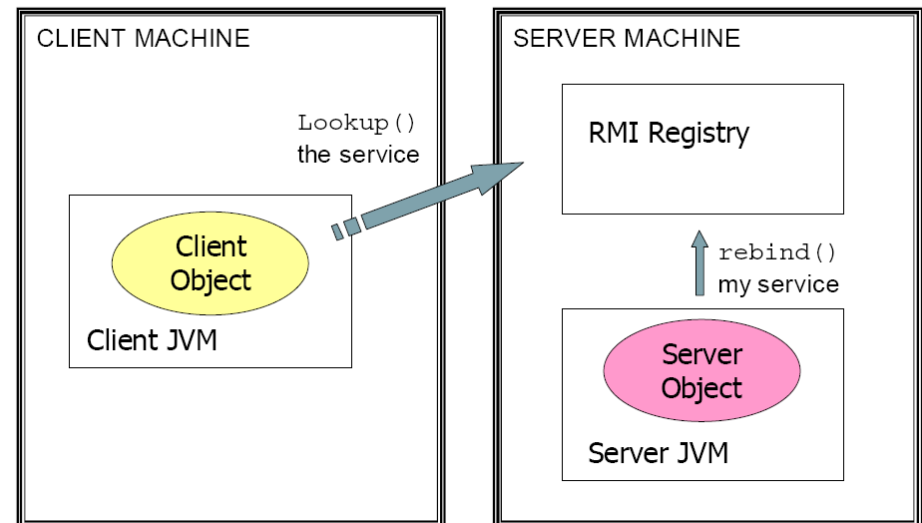 CLIENT MACHINE
Lookup()
the service
Client
Object
Client JVM
SERVER MACHINE
RMI Registry
rebind()
my service
Server
Object
Server JVM